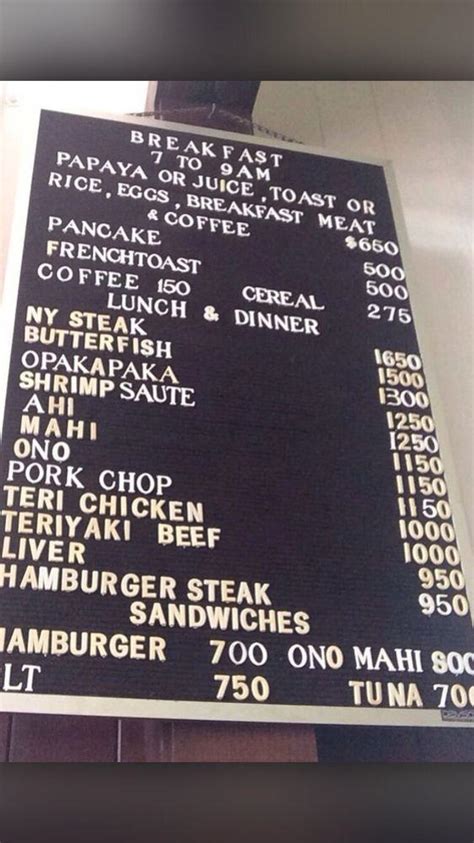 BREAKFAST
7 TO 9AM
PAPAYA OR JUICE, TOAST OR
RICE, EGGS, BREAKFAST MEAT
& COFFEE $650
PANCAKE 500
FRENCHTOAST 500
COFFEE 150 CEREAL 275
LUNCH & DINNER
NY STEAK 1650
BUTTERFISH 1500
OPAKAPAKA 1300
SHRIMP SAUTE 1250
AHI 1250
MAHI 1150
ONO 1150
PORK CHOP 1150
TERI CHICKEN 1000
TERIYAKI BEEF 1000
LIVER 950
HAMBURGER STEAK 950
SANDWICHES
HAMBURGER 700 ONO MAHI 800
LT 750 TUNA 700